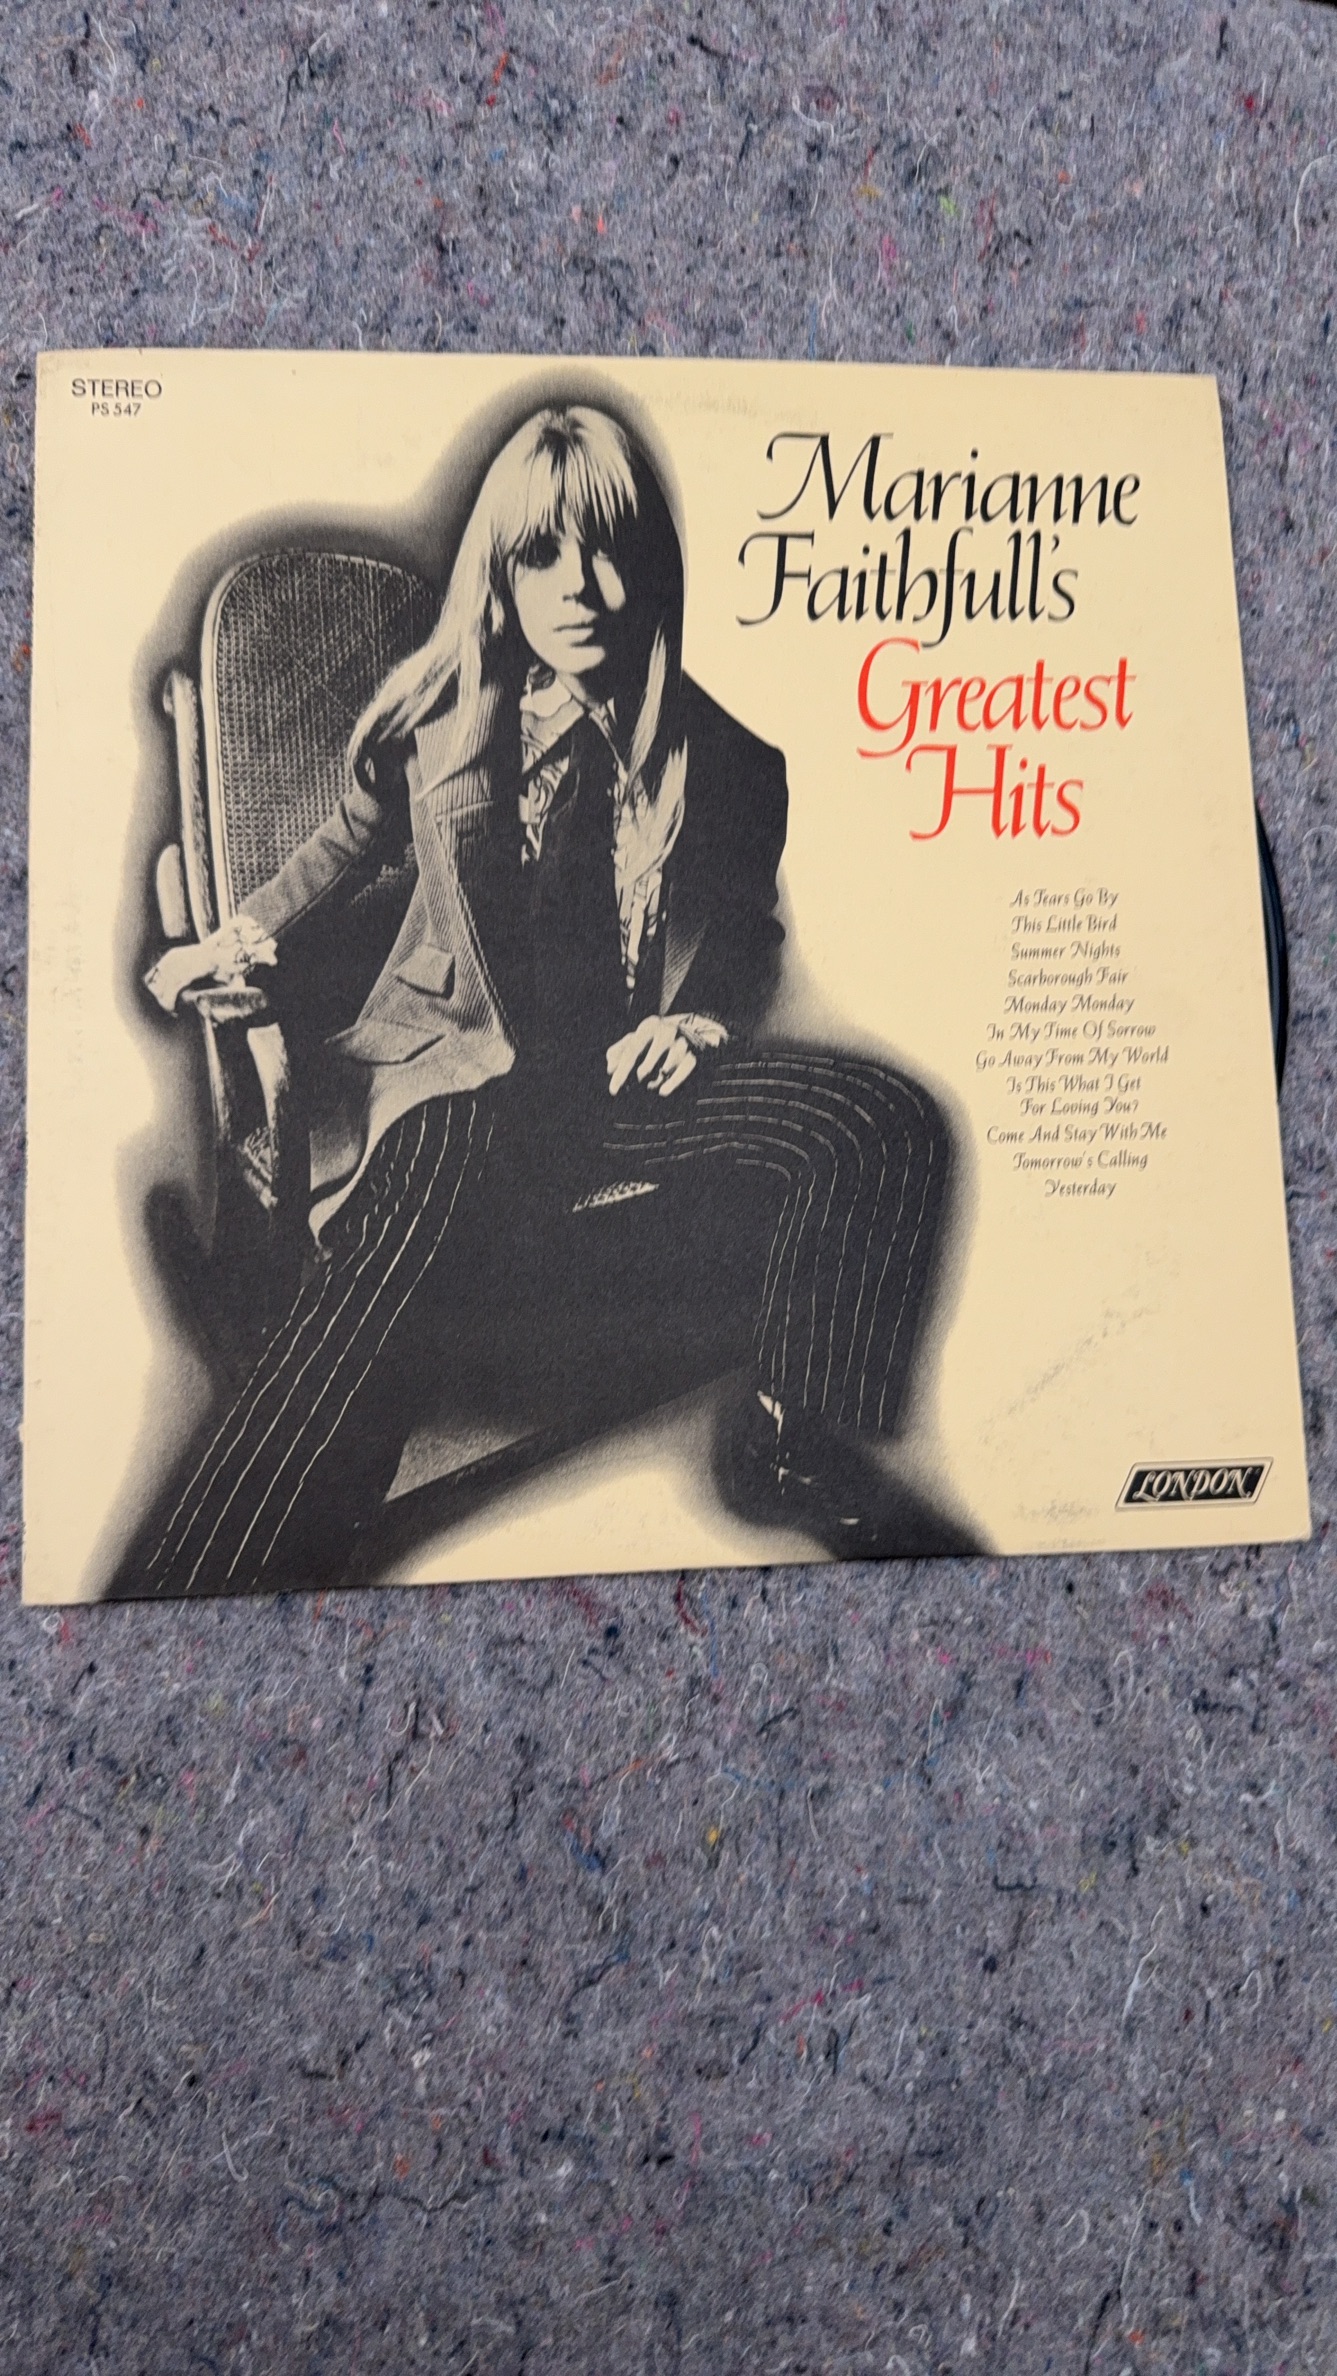 STEREO
PS 547
Marianne
Faithfull's
Greatest
Hits
As Tears Go By
This Little Bird
Summer Nights
Scarborough Fair
Monday Monday
In My Time Of Sorrow
Go Away From My World
Is This What I Get
For Loving You?
Come And Stay With Me
Tomorrow's Calling
Yesterday
LONDON